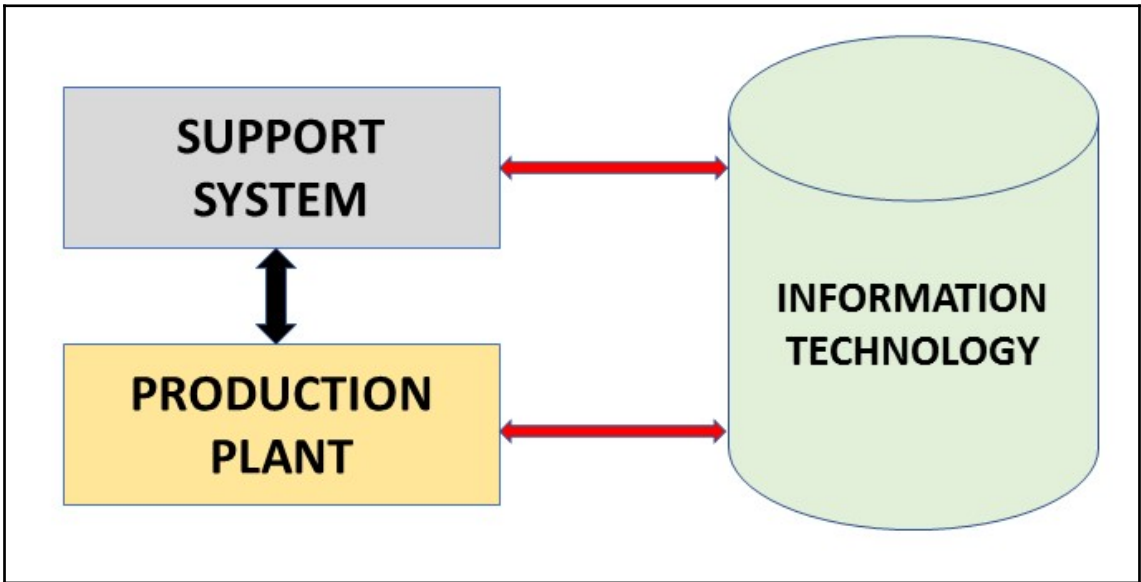 SUPPORT
SYSTEM
PRODUCTION
PLANT
INFORMATION
TECHNOLOGY